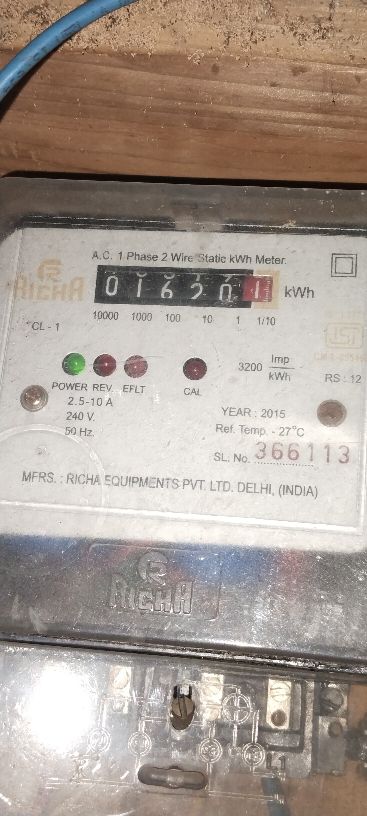 A.C. 1 Phase 2 Wire Static kWh Meter.
RICHA
016201 kWh
10000 1000 100 10 1 1/10
CL - 1
3200 Imp
kWh
RS : 12
POWER REV. EFLT CAL
2.5-10 A
240 V.
50 Hz.
YEAR : 2015
Ref. Temp. - 27°C
SL. No. 366113
MFRS. : RICHA EQUIPMENTS PVT. LTD. DELHI, (INDIA)
RICHA